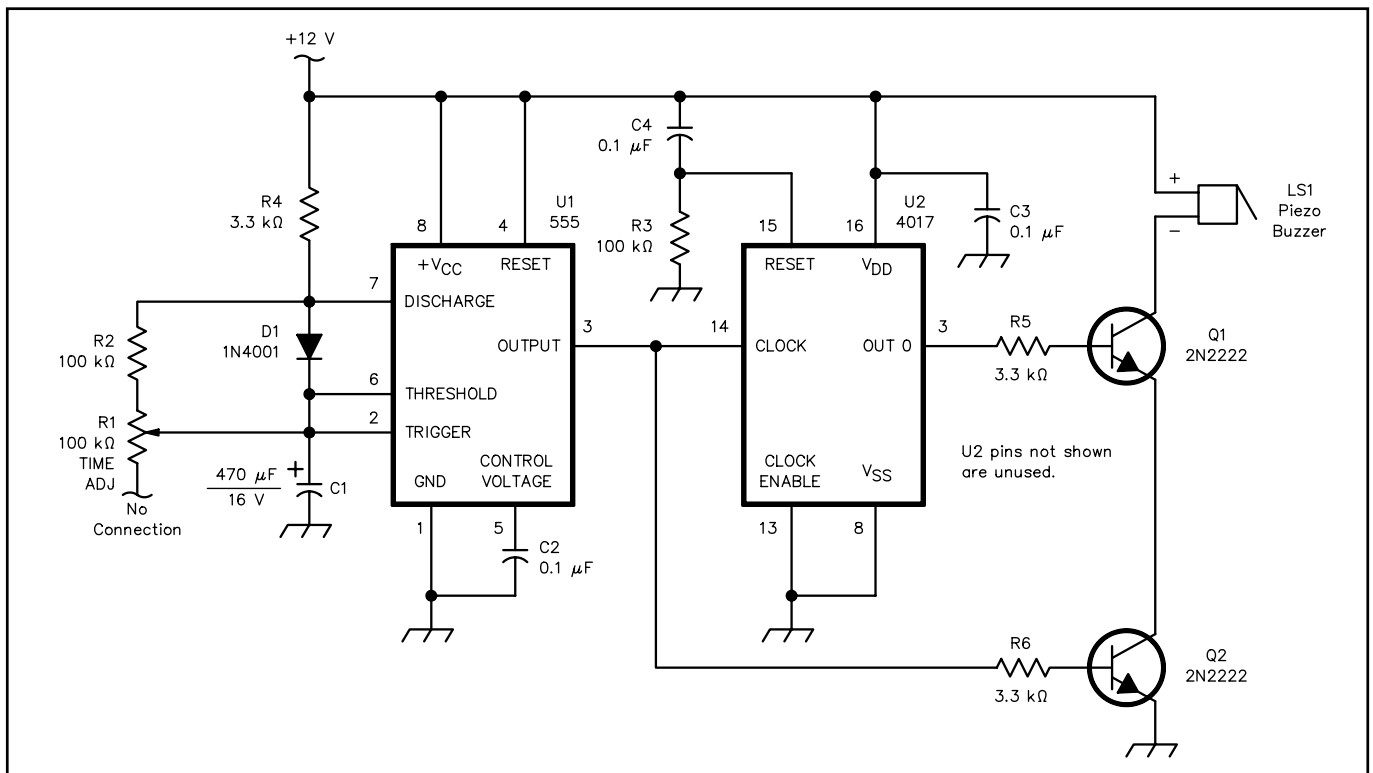 +12 V
R4
3.3 kΩ
C4
0.1 µF
U1
555
8
4
+VCC
RESET
7
DISCHARGE
R2
100 kΩ
D1
1N4001
OUTPUT
3
6
THRESHOLD
R1
100 kΩ
TIME
ADJ
No
Connection
2
TRIGGER
470 µF
16 V
+
C1
GND
CONTROL
VOLTAGE
1
5
C2
0.1 µF
R3
100 kΩ
U2
4017
15
16
RESET
VDD
C3
0.1 µF
14
CLOCK
OUT 0
3
R5
3.3 kΩ
CLOCK
ENABLE
VSS
13
8
U2 pins not shown
are unused.
+
−
LS1
Piezo
Buzzer
Q1
2N2222
R6
3.3 kΩ
Q2
2N2222